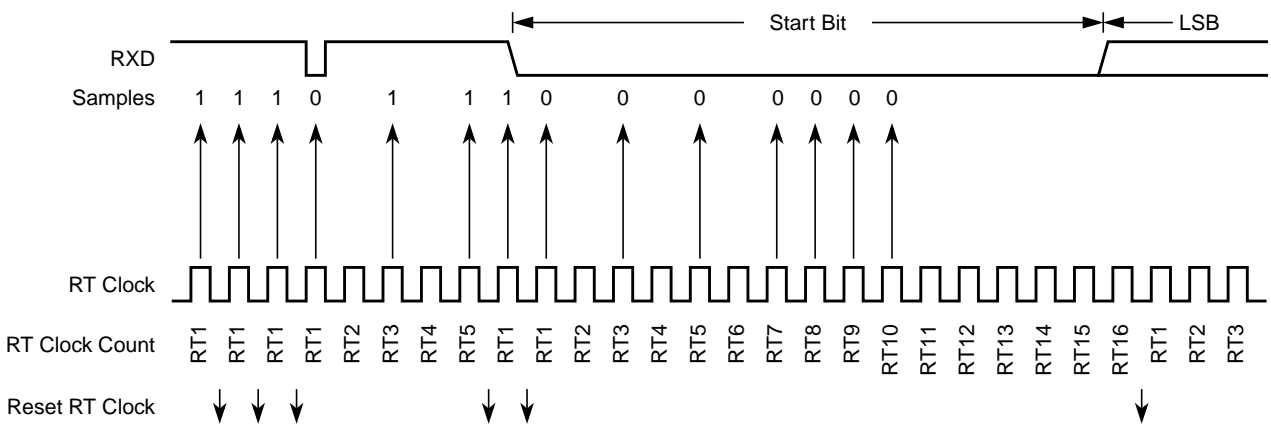 Start Bit LSB
RXD
Samples 1 1 1 0 1 1 1 0 0 0 0 0 0 0
RT Clock
RT Clock Count RT1 RT1 RT1 RT1 RT2 RT3 RT4 RT5 RT1 RT1 RT2 RT3 RT4 RT5 RT6 RT7 RT8 RT9 RT10 RT11 RT12 RT13 RT14 RT15 RT16 RT1 RT2 RT3
Reset RT Clock